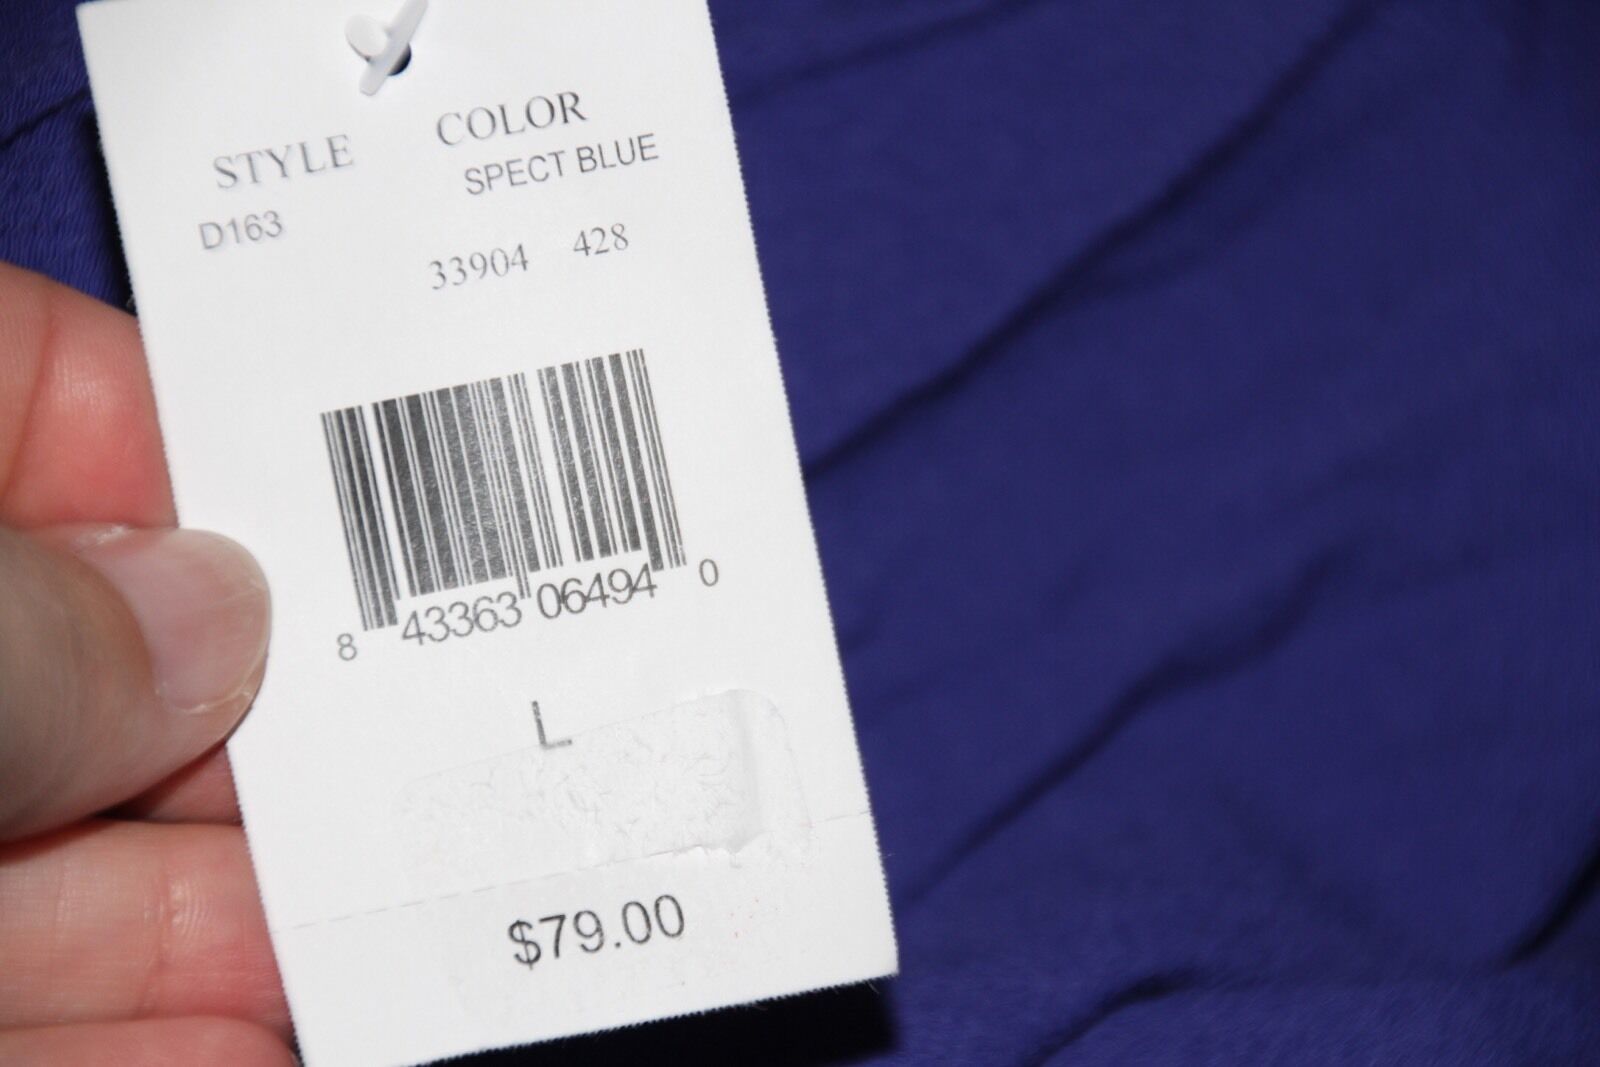 STYLE COLOR
D163 SPECT BLUE
33904 428
8 43363 06494 0
L
$79.00